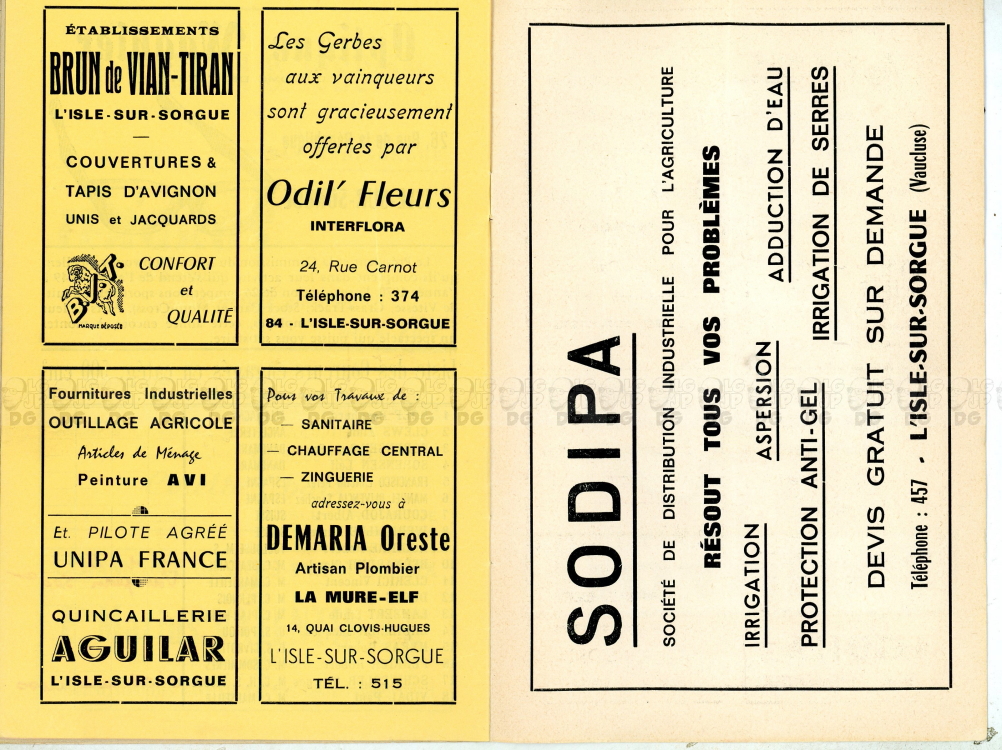 ÉTABLISSEMENTS
BRUN de VIAN-TIRAN
L'ISLE-SUR-SORGUE
—
COUVERTURES &
TAPIS D'AVIGNON
UNIS et JACQUARDS
CONFORT
et
QUALITÉ
MARQUE DÉPOSÉE
Les Gerbes
aux vainqueurs
sont gracieusement
offertes par
Odil' Fleurs
INTERFLORA
24, Rue Carnot
Téléphone : 374
84 - L'ISLE-SUR-SORGUE
Fournitures Industrielles
OUTILLAGE AGRICOLE
Articles de Ménage
Peinture AVI
Et. PILOTE AGRÉÉ
UNIPA FRANCE
QUINCAILLERIE
AGUILAR
L'ISLE-SUR-SORGUE
Pour vos Travaux de :
— SANITAIRE
— CHAUFFAGE CENTRAL
— ZINGUERIE
adressez-vous à
DEMARIA Oreste
Artisan Plombier
LA MURE-ELF
14, QUAI CLOVIS-HUGUES
L'ISLE-SUR-SORGUE
TÉL. : 515
SODIPA
SOCIÉTÉ DE DISTRIBUTION INDUSTRIELLE POUR L'AGRICULTURE
RÉSOUT TOUS VOS PROBLÈMES
IRRIGATION ASPERSION ADDUCTION D'EAU
PROTECTION ANTI-GEL IRRIGATION DE SERRES
DEVIS GRATUIT SUR DEMANDE
Téléphone : 457 - L'ISLE-SUR-SORGUE (Vaucluse)